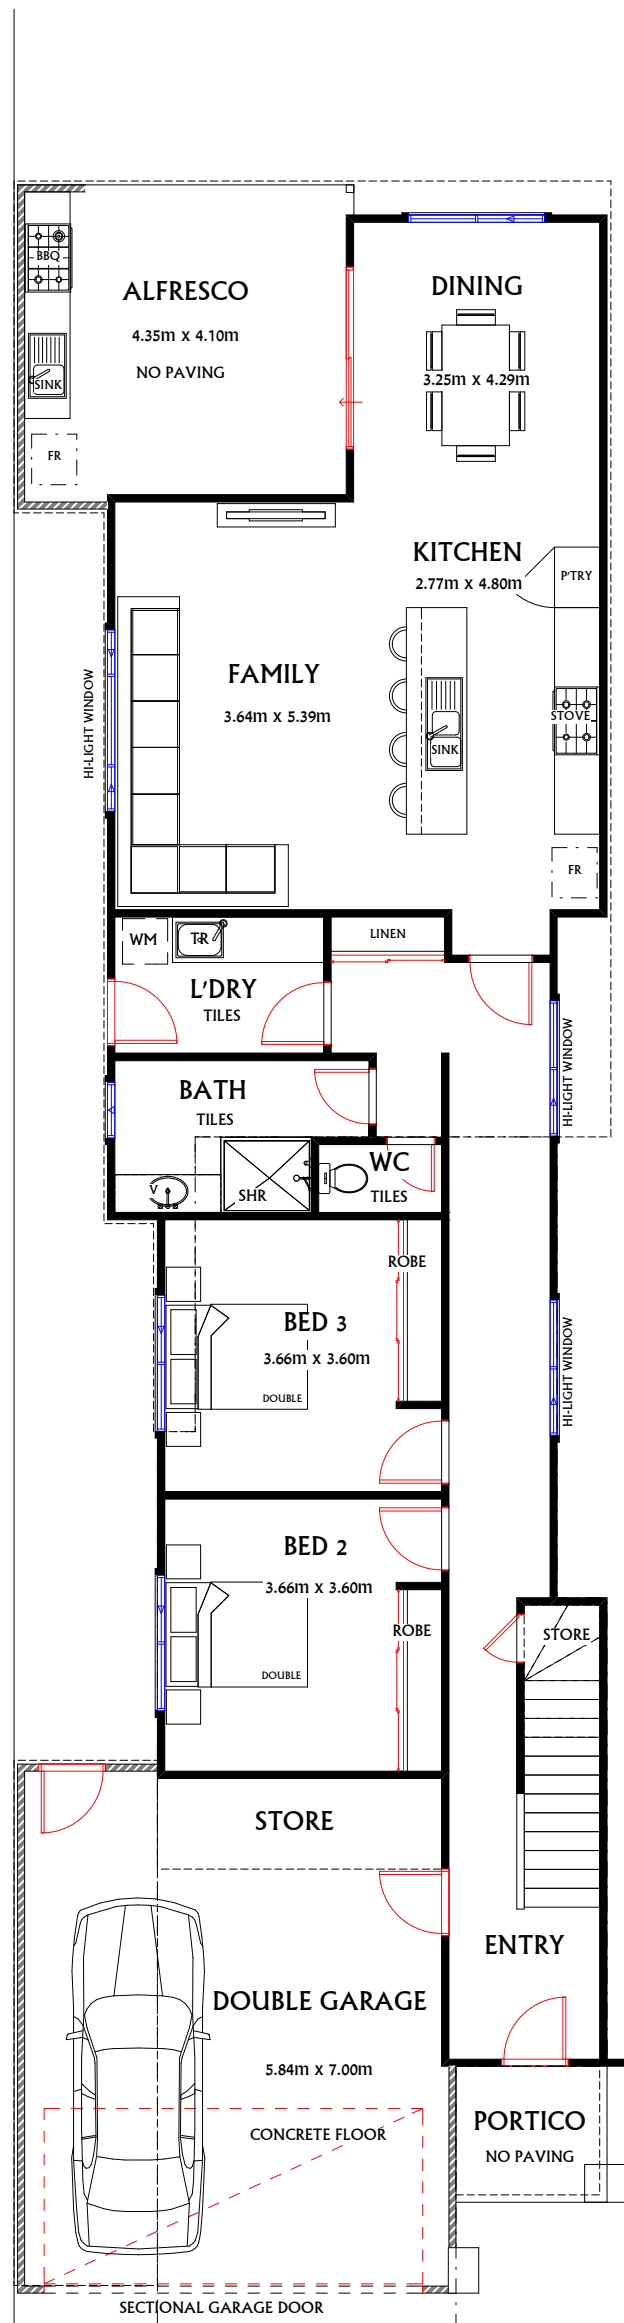 BBQ
ALFRESCO
4.35m x 4.10m
NO PAVING
SINK
FR
DINING
3.25m x 4.29m
KITCHEN
2.77m x 4.80m
P'TRY
FAMILY
3.64m x 5.39m
HI-LIGHT WINDOW
STOVE
SINK
FR
WM
TR
LINEN
L'DRY
TILES
HI-LIGHT WINDOW
BATH
TILES
WC
TILES
V
SHR
ROBE
BED 3
3.66m x 3.60m
DOUBLE
HI-LIGHT WINDOW
BED 2
3.66m x 3.60m
ROBE
DOUBLE
STORE
STORE
ENTRY
DOUBLE GARAGE
5.84m x 7.00m
CONCRETE FLOOR
PORTICO
NO PAVING
SECTIONAL GARAGE DOOR